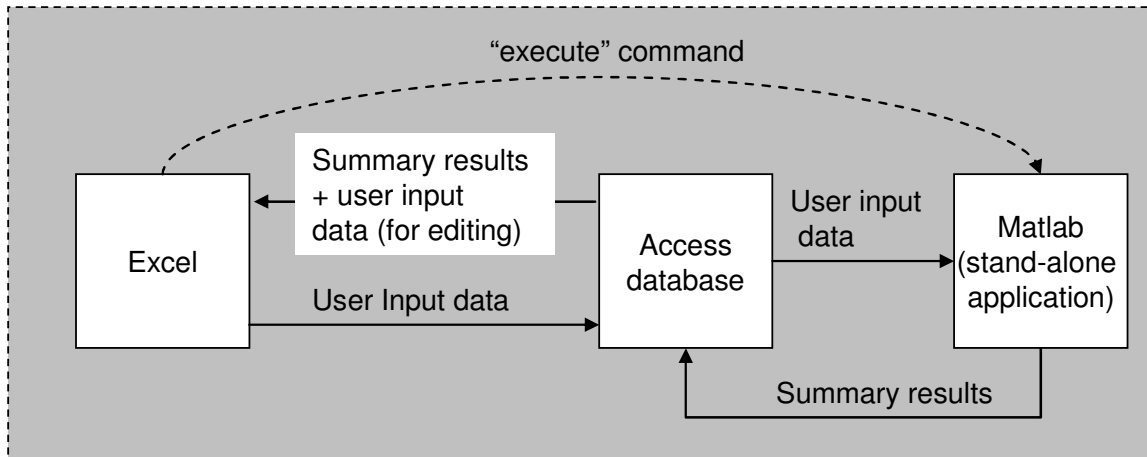 “execute” command
Summary results
+ user input
data (for editing)
Excel
User Input data
Access
database
User input
data
Matlab
(stand-alone
application)
Summary results